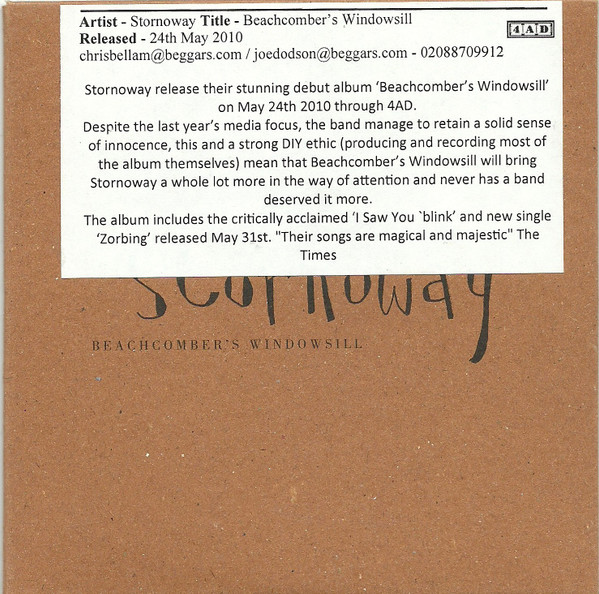 Artist - Stornoway Title - Beachcomber's Windowsill
Released - 24th May 2010
4AD
chrisbellam@beggars.com / joedodson@beggars.com - 02088709912
Stornoway release their stunning debut album 'Beachcomber's Windowsill'
on May 24th 2010 through 4AD.
Despite the last year's media focus, the band manage to retain a solid sense
of innocence, this and a strong DIY ethic (producing and recording most of
the album themselves) mean that Beachcomber's Windowsill will bring
Stornoway a whole lot more in the way of attention and never has a band
deserved it more.
The album includes the critically acclaimed 'I Saw You `blink' and new single
'Zorbing' released May 31st. "Their songs are magical and majestic" The
Times
stornoway
BEACHCOMBER'S WINDOWSILL